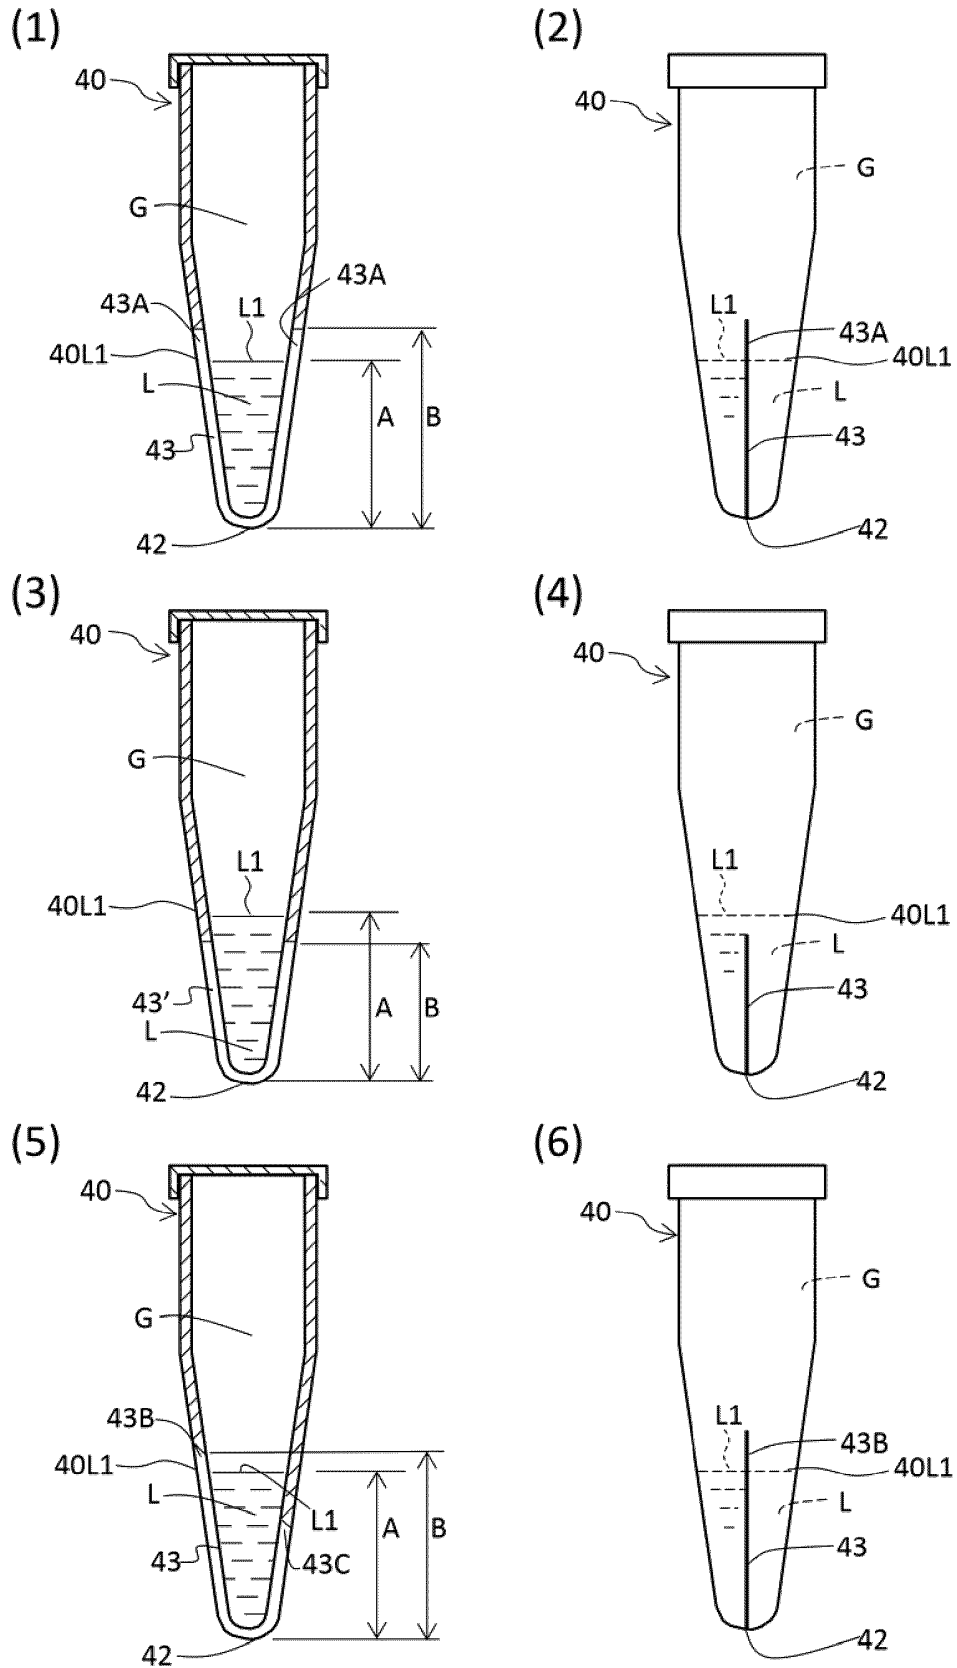 (1) (2)
40 40
G G
43A L1 43A L1 43A
40L1 40L1
L A B L
43 43
42 42
(3) (4)
40 40
G G
L1 L1
40L1 40L1
43’ A B L 43
L
42 42
(5) (6)
40 40
G G
43B L1 43B
40L1 40L1
L L1 A B L
43 43C 43
42 42